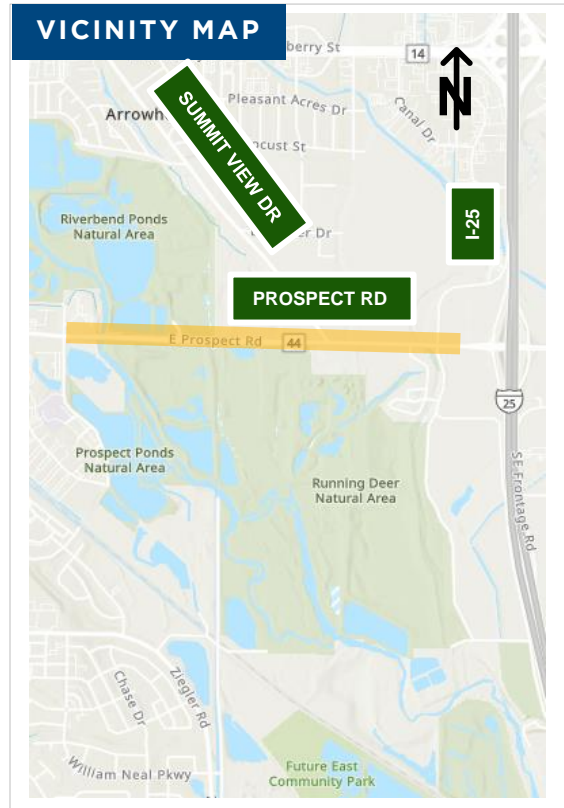 VICINITY MAP
berry St
14
N
Arrowh
Pleasant Acres Dr
Canal Dr
SUMMIT VIEW DR
ocust St
I-25
Riverbend Ponds
Natural Area
er Dr
PROSPECT RD
E Prospect Rd
44
25
Prospect Ponds
Natural Area
Running Deer
Natural Area
SE Frontage Rd
Ziegler Rd
Chase Dr
William Neal Pkwy
Future East
Community Park